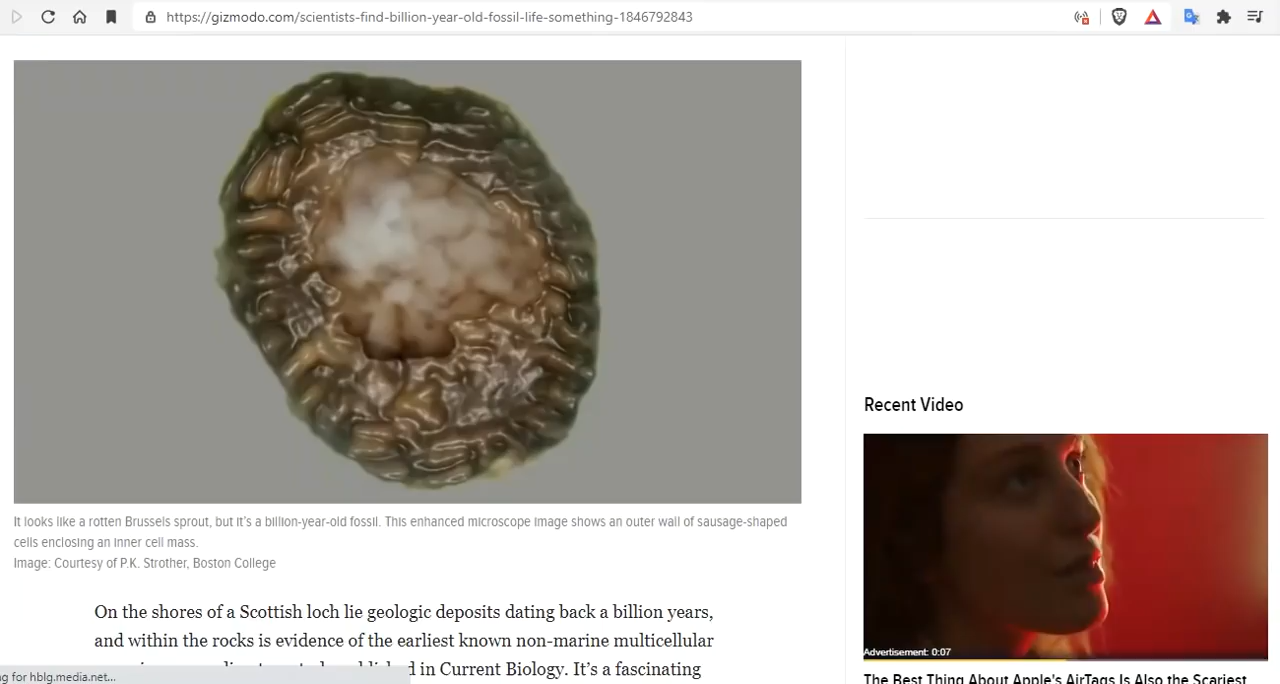 https://gizmodo.com/scientists-find-billion-year-old-fossil-life-something-1846792843
It looks like a rotten Brussels sprout, but it's a billion-year-old fossil. This enhanced microscope image shows an outer wall of sausage-shaped
cells enclosing an inner cell mass.
Image: Courtesy of P.K. Strother, Boston College
On the shores of a Scottish loch lie geologic deposits dating back a billion years,
and within the rocks is evidence of the earliest known non-marine multicellular
in Current Biology. It's a fascinating
g for hblg.media.net...
Recent Video
Advertisement: 0:07
The Best Thing About Apple's AirTags Is Also the Scariest